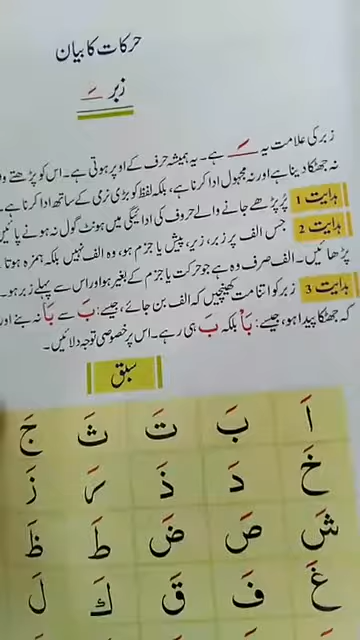 حرکات کا بیان
زبر ـَ
زبر کی علامت یہ ـَ ہے۔ یہ ہمیشہ حرف کے اوپر ہوتی ہے۔ اس کو پڑھتے وقت
نہ جھٹکا دینا ہے اور نہ مجہول ادا کرنا ہے، بلکہ لفظ کو بڑی نرمی کے ساتھ ادا کرنا ہے۔
ہدایت 1 پُر پڑھے جانے والے حروف کی ادائیگی میں ہونٹ گول نہ ہونے پائیں
ہدایت 2 جس الف پر زبر، زیر، پیش یا جزم ہو، وہ الف نہیں بلکہ ہمزہ ہوتا
پڑھائیں۔ الف صرف وہ ہے جو حرکت یا جزم کے بغیر ہو اور اس سے پہلے زبر ہو۔
ہدایت 3 زبر کو اتنا مت کھینچیں کہ الف بن جائے، جیسے: بَ سے بَا نہ بنے اور
کہ جھٹکا پیدا ہو، جیسے: بَأ بلکہ بَ ہی رہے۔ اس پر خصوصی توجہ دلائیں۔
سبق
اَ بَ تَ ثَ جَ
خَ دَ ذَ رَ زَ
شَ صَ ضَ طَ ظَ
غَ فَ قَ كَ لَ